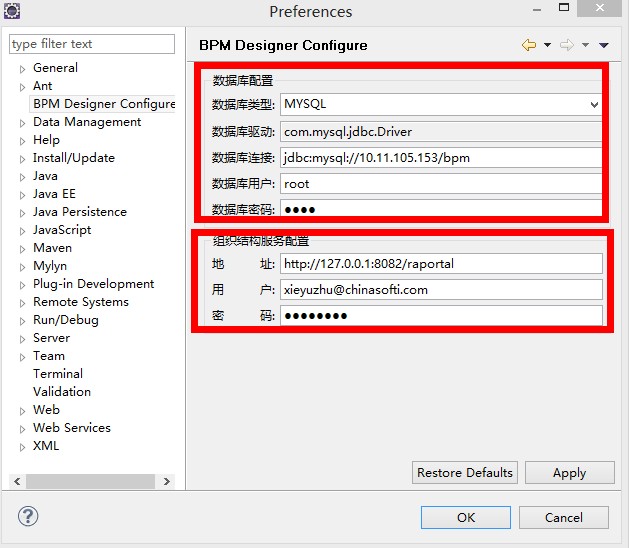 Preferences
type filter text
General
Ant
BPM Designer Configure
Data Management
Help
Install/Update
Java
Java EE
Java Persistence
JavaScript
Maven
Mylyn
Plug-in Development
Remote Systems
Run/Debug
Server
Team
Terminal
Validation
Web
Web Services
XML
BPM Designer Configure
数据库配置
数据库类型: MYSQL
数据库驱动: com.mysql.jdbc.Driver
数据库连接: jdbc:mysql://10.11.105.153/bpm
数据库用户: root
数据库密码: ●●●●
组织结构服务配置
地 址: http://127.0.0.1:8082/raportal
用 户: xieyuzhu@chinasofti.com
密 码: ●●●●●●●●
Restore Defaults Apply
OK Cancel